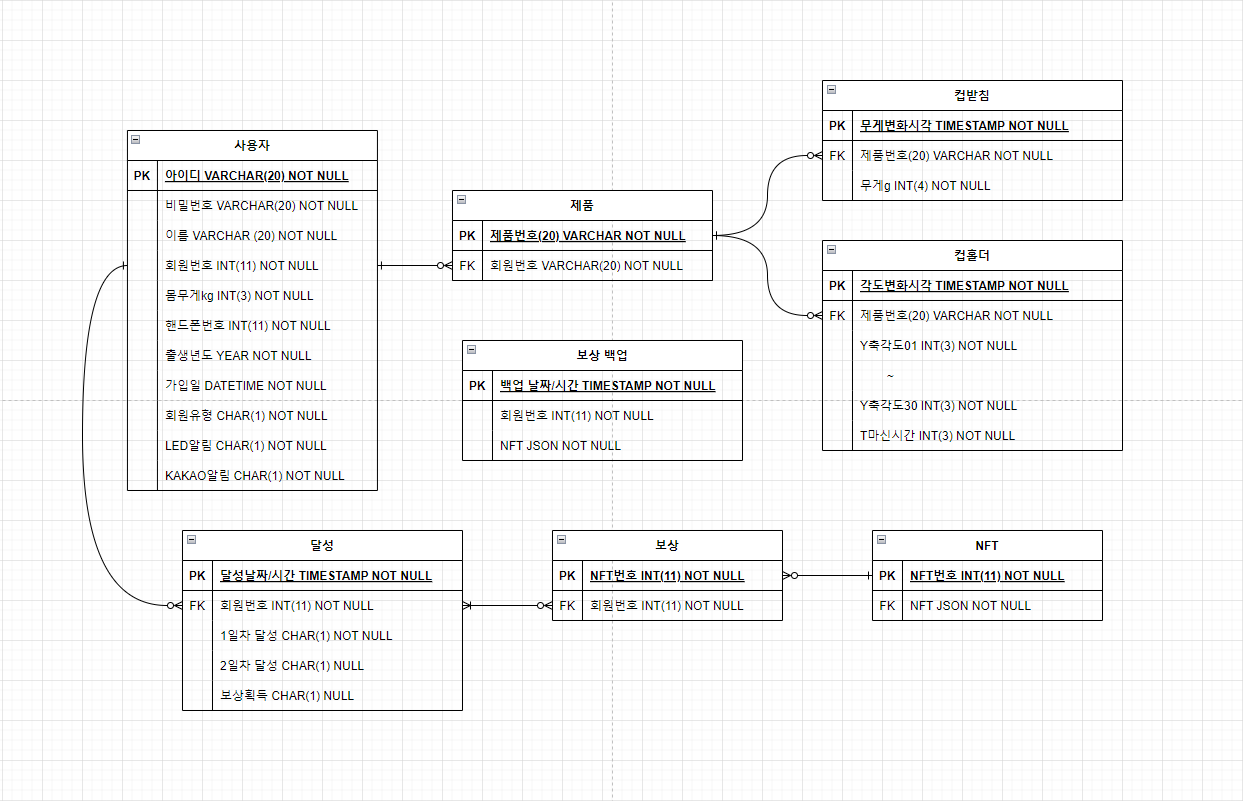 사용자
PK 아이디 VARCHAR(20) NOT NULL
비밀번호 VARCHAR(20) NOT NULL
이름 VARCHAR (20) NOT NULL
회원번호 INT(11) NOT NULL
몸무게kg INT(3) NOT NULL
핸드폰번호 INT(11) NOT NULL
출생년도 YEAR NOT NULL
가입일 DATETIME NOT NULL
회원유형 CHAR(1) NOT NULL
LED알림 CHAR(1) NOT NULL
KAKAO알림 CHAR(1) NOT NULL
제품
PK 제품번호(20) VARCHAR NOT NULL
FK 회원번호 VARCHAR(20) NOT NULL
컵받침
PK 무게변화시각 TIMESTAMP NOT NULL
FK 제품번호(20) VARCHAR NOT NULL
무게g INT(4) NOT NULL
컵홀더
PK 각도변화시각 TIMESTAMP NOT NULL
FK 제품번호(20) VARCHAR NOT NULL
Y축각도01 INT(3) NOT NULL
~
Y축각도30 INT(3) NOT NULL
T마신시간 INT(3) NOT NULL
보상 백업
PK 백업 날짜/시간 TIMESTAMP NOT NULL
회원번호 INT(11) NOT NULL
NFT JSON NOT NULL
달성
PK 달성날짜/시간 TIMESTAMP NOT NULL
FK 회원번호 INT(11) NOT NULL
1일차 달성 CHAR(1) NOT NULL
2일차 달성 CHAR(1) NULL
보상획득 CHAR(1) NULL
보상
PK NFT번호 INT(11) NOT NULL
FK 회원번호 INT(11) NOT NULL
NFT
PK NFT번호 INT(11) NOT NULL
FK NFT JSON NOT NULL